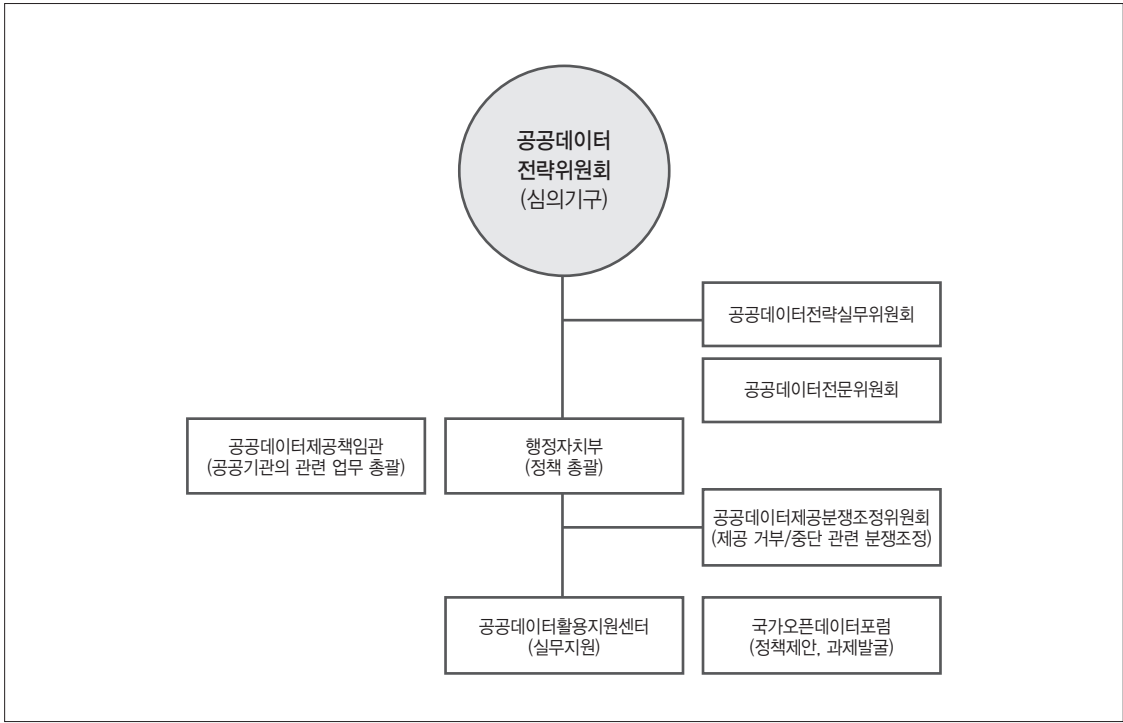 공공데이터
전략위원회
(심의기구)
공공데이터전략실무위원회
공공데이터전문위원회
공공데이터제공책임관
(공공기관의 관련 업무 총괄)
행정자치부
(정책 총괄)
공공데이터제공분쟁조정위원회
(제공 거부/중단 관련 분쟁조정)
공공데이터활용지원센터
(실무지원)
국가오픈데이터포럼
(정책제안, 과제발굴)